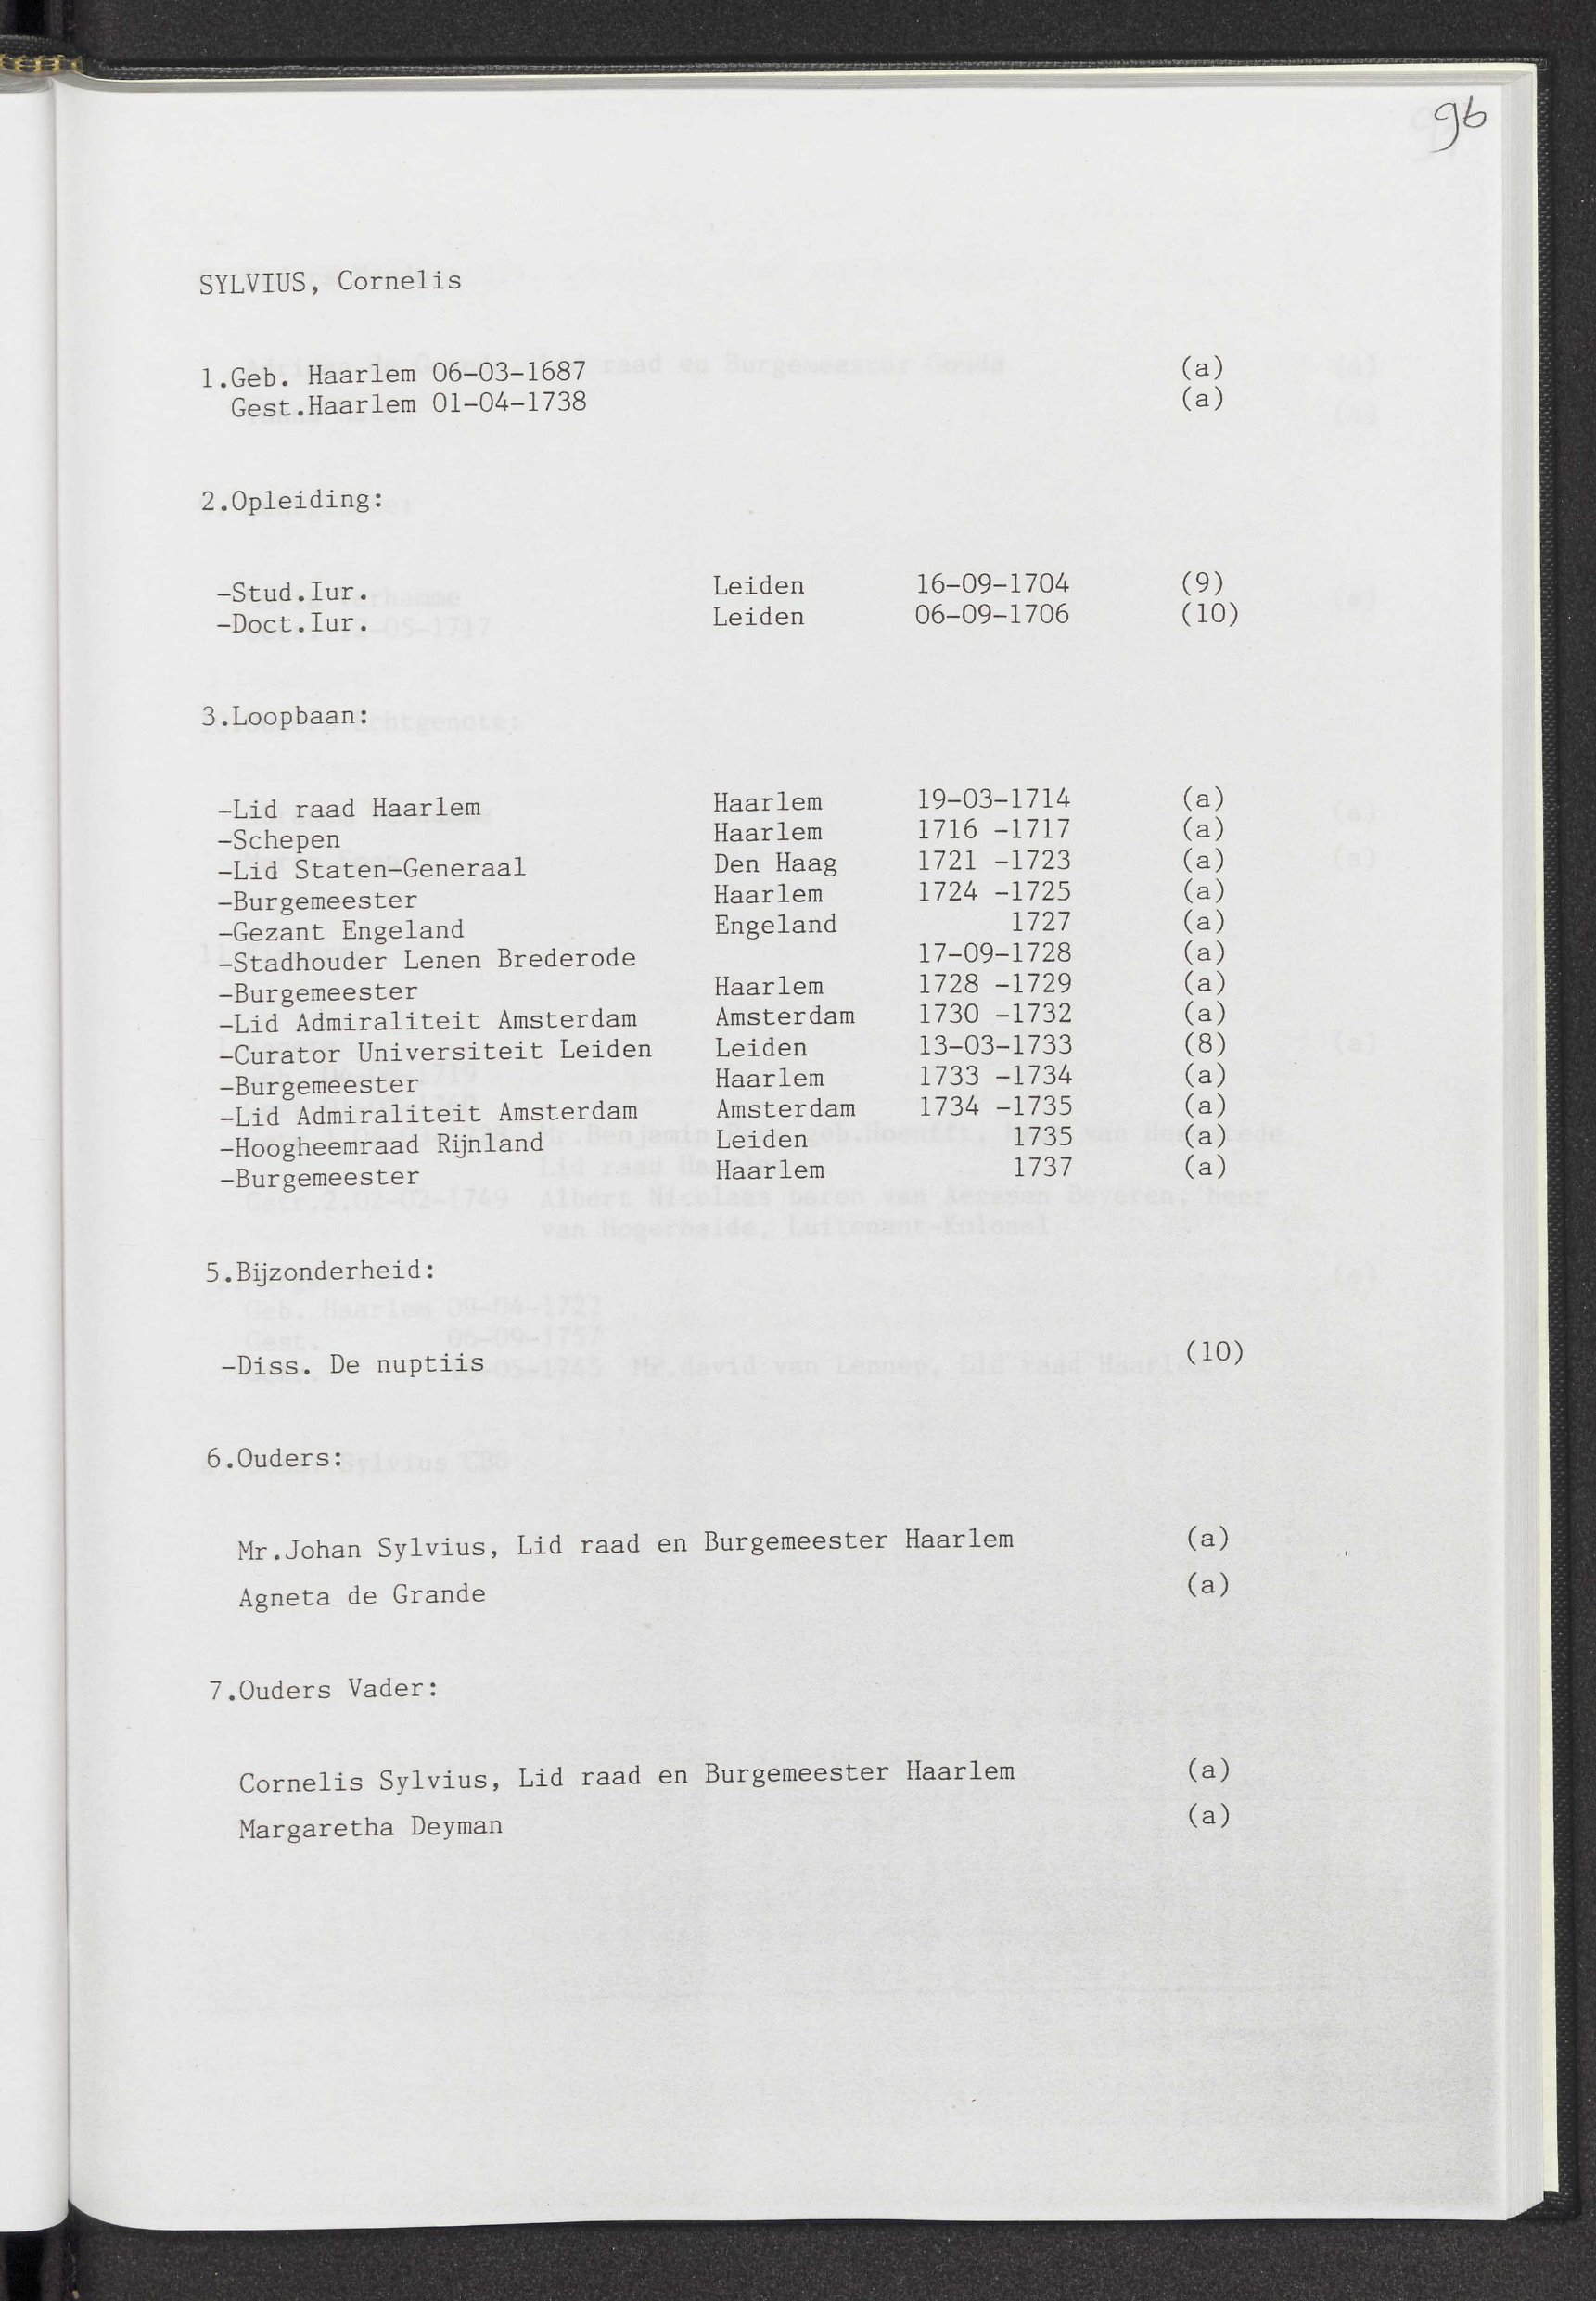 96
SYLVIUS, Cornelis
1.Geb. Haarlem 06-03-1687 (a)
Gest.Haarlem 01-04-1738 (a)
2.Opleiding:
-Stud.Iur. Leiden 16-09-1704 (9)
-Doct.Iur. Leiden 06-09-1706 (10)
3.Loopbaan:
-Lid raad Haarlem Haarlem 19-03-1714 (a)
-Schepen Haarlem 1716 -1717 (a)
-Lid Staten-Generaal Den Haag 1721 -1723 (a)
-Burgemeester Haarlem 1724 -1725 (a)
-Gezant Engeland Engeland 1727 (a)
-Stadhouder Lenen Brederode 17-09-1728 (a)
-Burgemeester Haarlem 1728 -1729 (a)
-Lid Admiraliteit Amsterdam Amsterdam 1730 -1732 (a)
-Curator Universiteit Leiden Leiden 13-03-1733 (8)
-Burgemeester Haarlem 1733 -1734 (a)
-Lid Admiraliteit Amsterdam Amsterdam 1734 -1735 (a)
-Hoogheemraad Rijnland Leiden 1735 (a)
-Burgemeester Haarlem 1737 (a)
5.Bijzonderheid:
-Diss. De nuptiis (10)
6.Ouders:
Mr.Johan Sylvius, Lid raad en Burgemeester Haarlem (a)
Agneta de Grande (a)
7.Ouders Vader:
Cornelis Sylvius, Lid raad en Burgemeester Haarlem (a)
Margaretha Deyman (a)